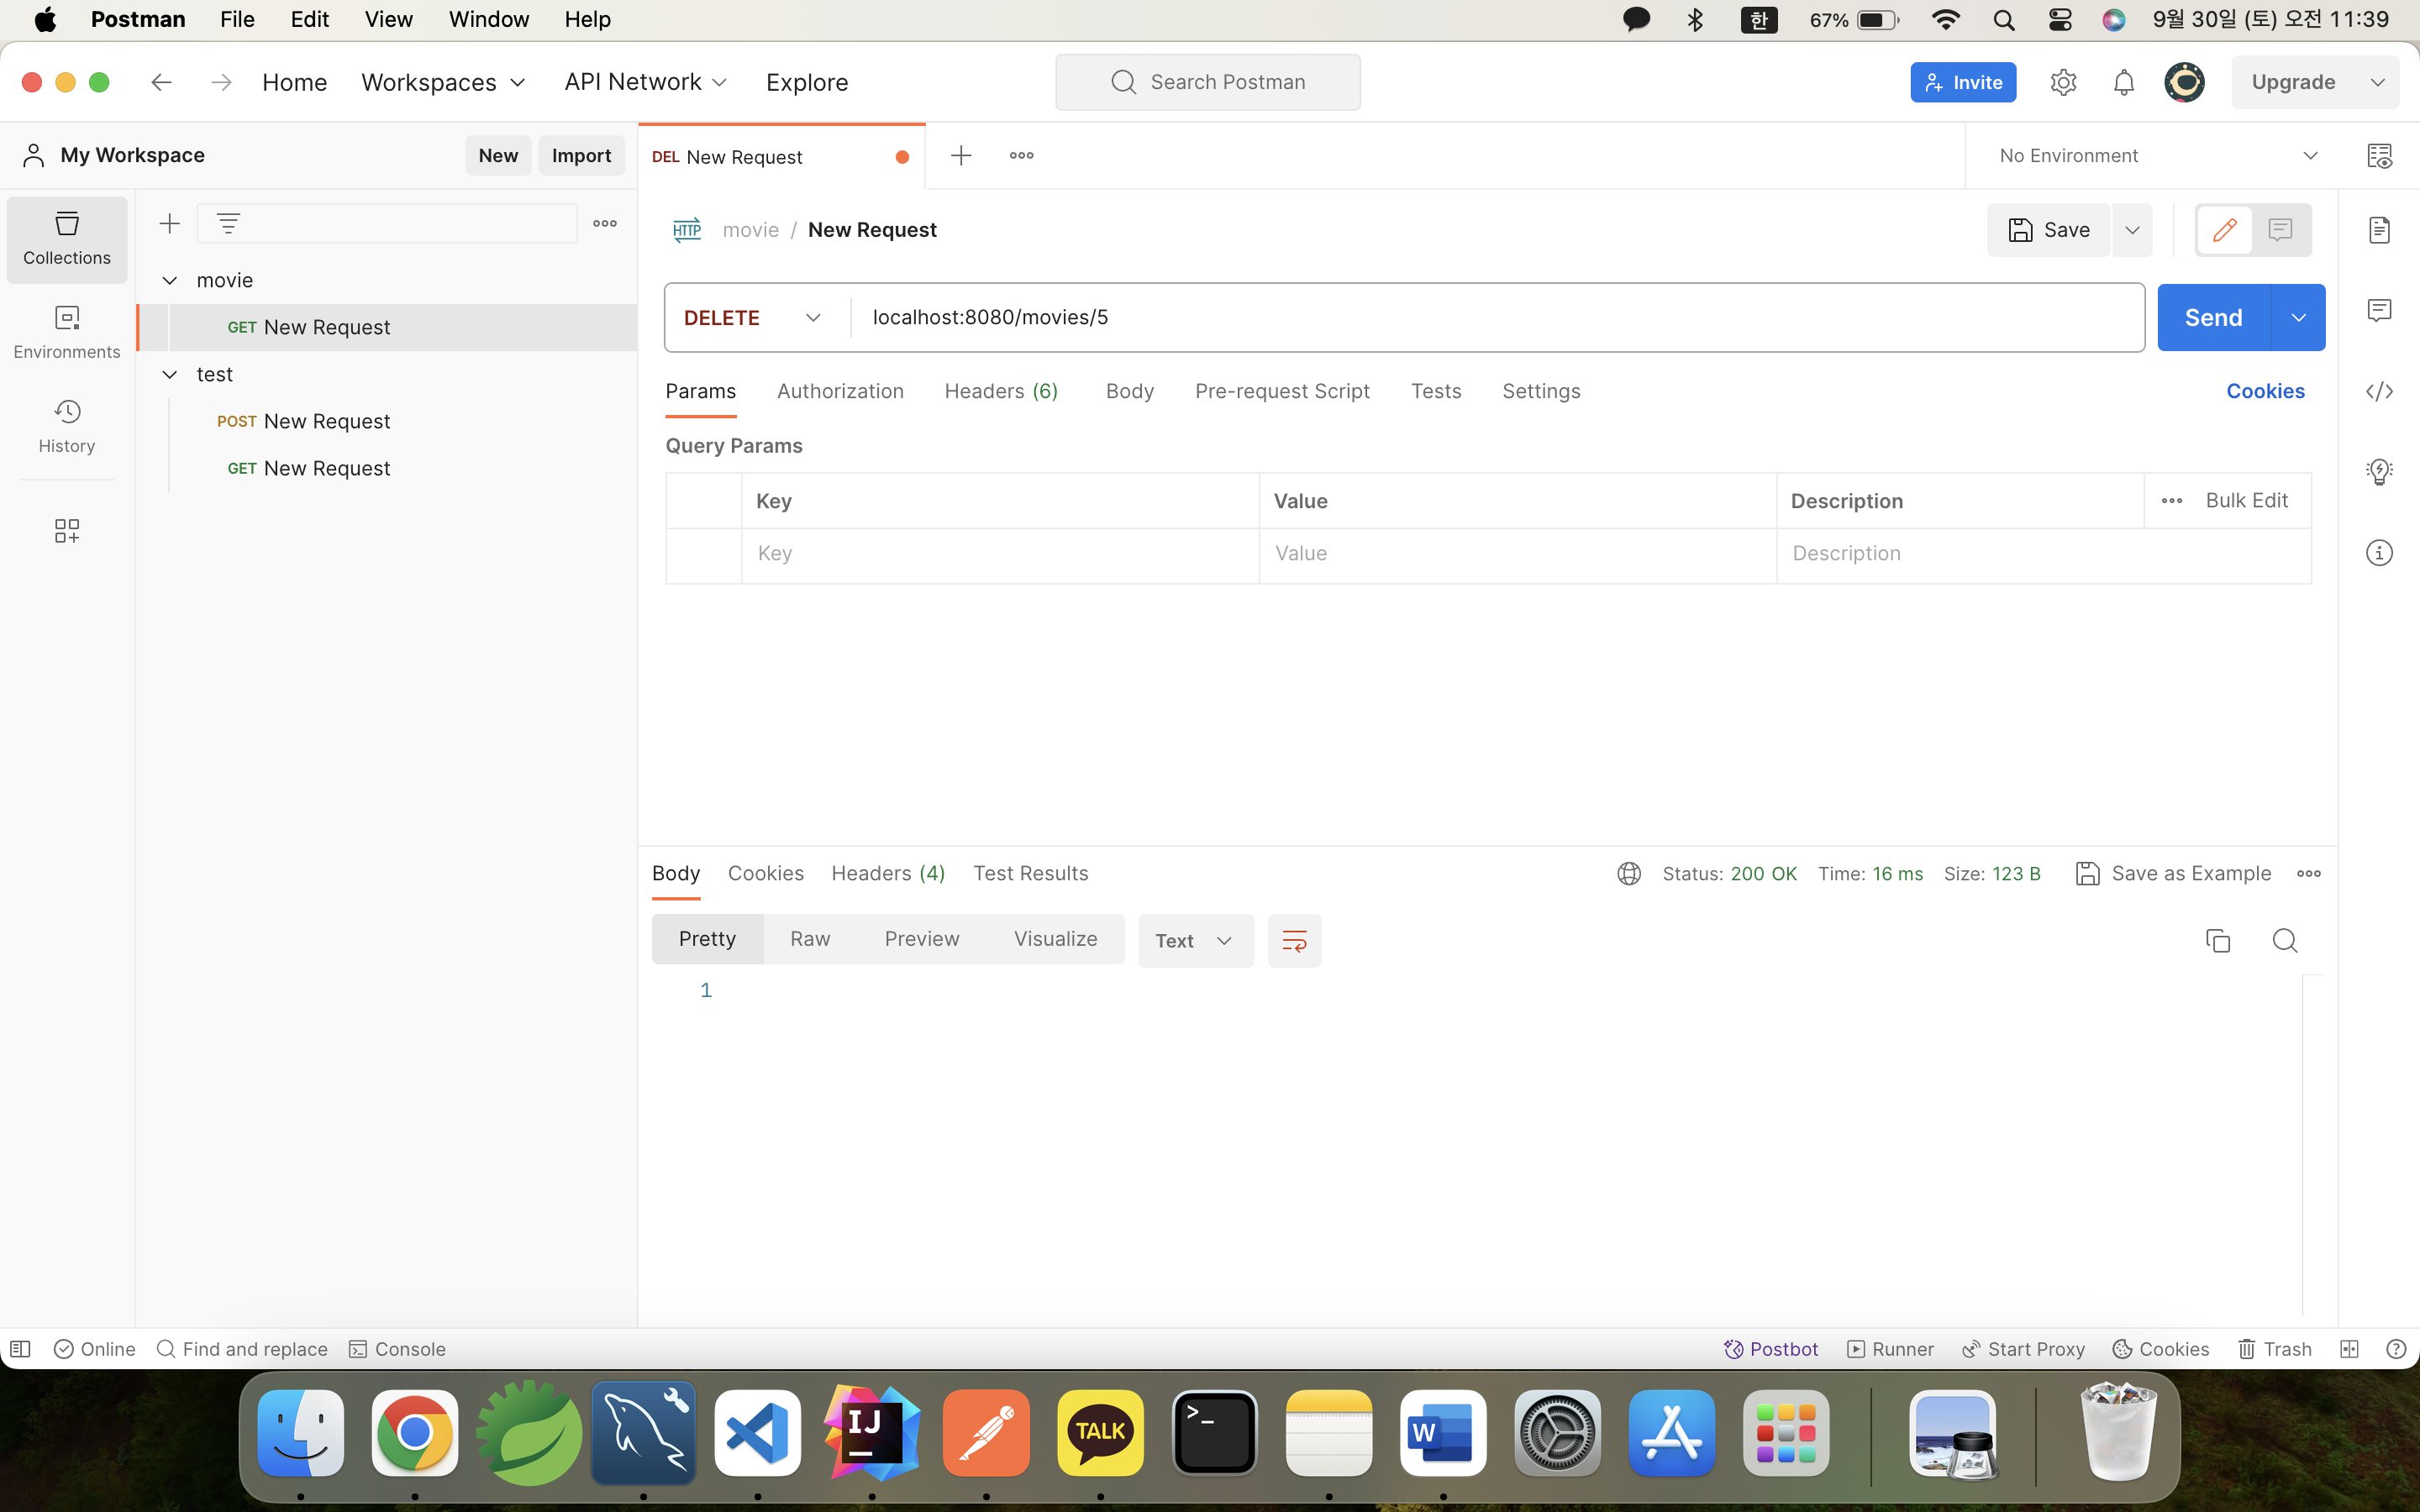 Postman File Edit View Window Help 한 67% 9월 30일 (토) 오전 11:39
Home Workspaces API Network Explore Search Postman Invite Upgrade
My Workspace New Import DEL New Request No Environment
Collections
Environments
History
movie
GET New Request
test
POST New Request
GET New Request
HTTP movie / New Request Save
DELETE localhost:8080/movies/5 Send
Params Authorization Headers (6) Body Pre-request Script Tests Settings Cookies
Query Params
Key Value Description Bulk Edit
Key Value Description
Body Cookies Headers (4) Test Results Status: 200 OK Time: 16 ms Size: 123 B Save as Example
Pretty Raw Preview Visualize Text
1
Online Find and replace Console Postbot Runner Start Proxy Cookies Trash
IJ TALK >_ W